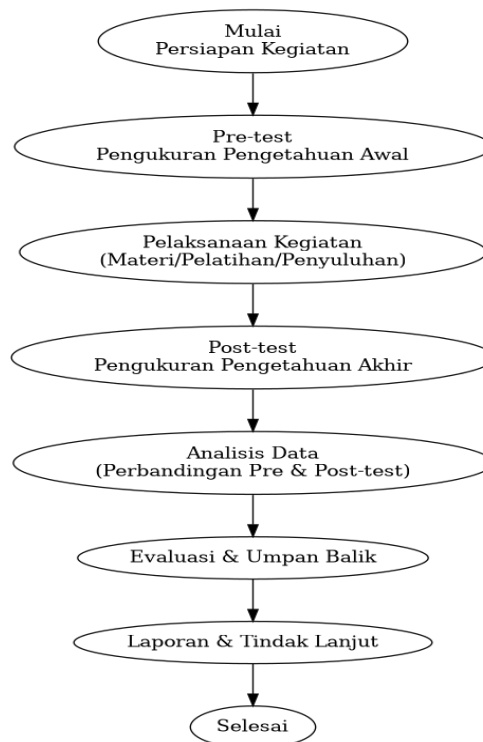 Mulai
Persiapan Kegiatan
Pre-test
Pengukuran Pengetahuan Awal
Pelaksanaan Kegiatan
(Materi/Pelatihan/Penyuluhan)
Post-test
Pengukuran Pengetahuan Akhir
Analisis Data
(Perbandingan Pre & Post-test)
Evaluasi & Umpan Balik
Laporan & Tindak Lanjut
Selesai